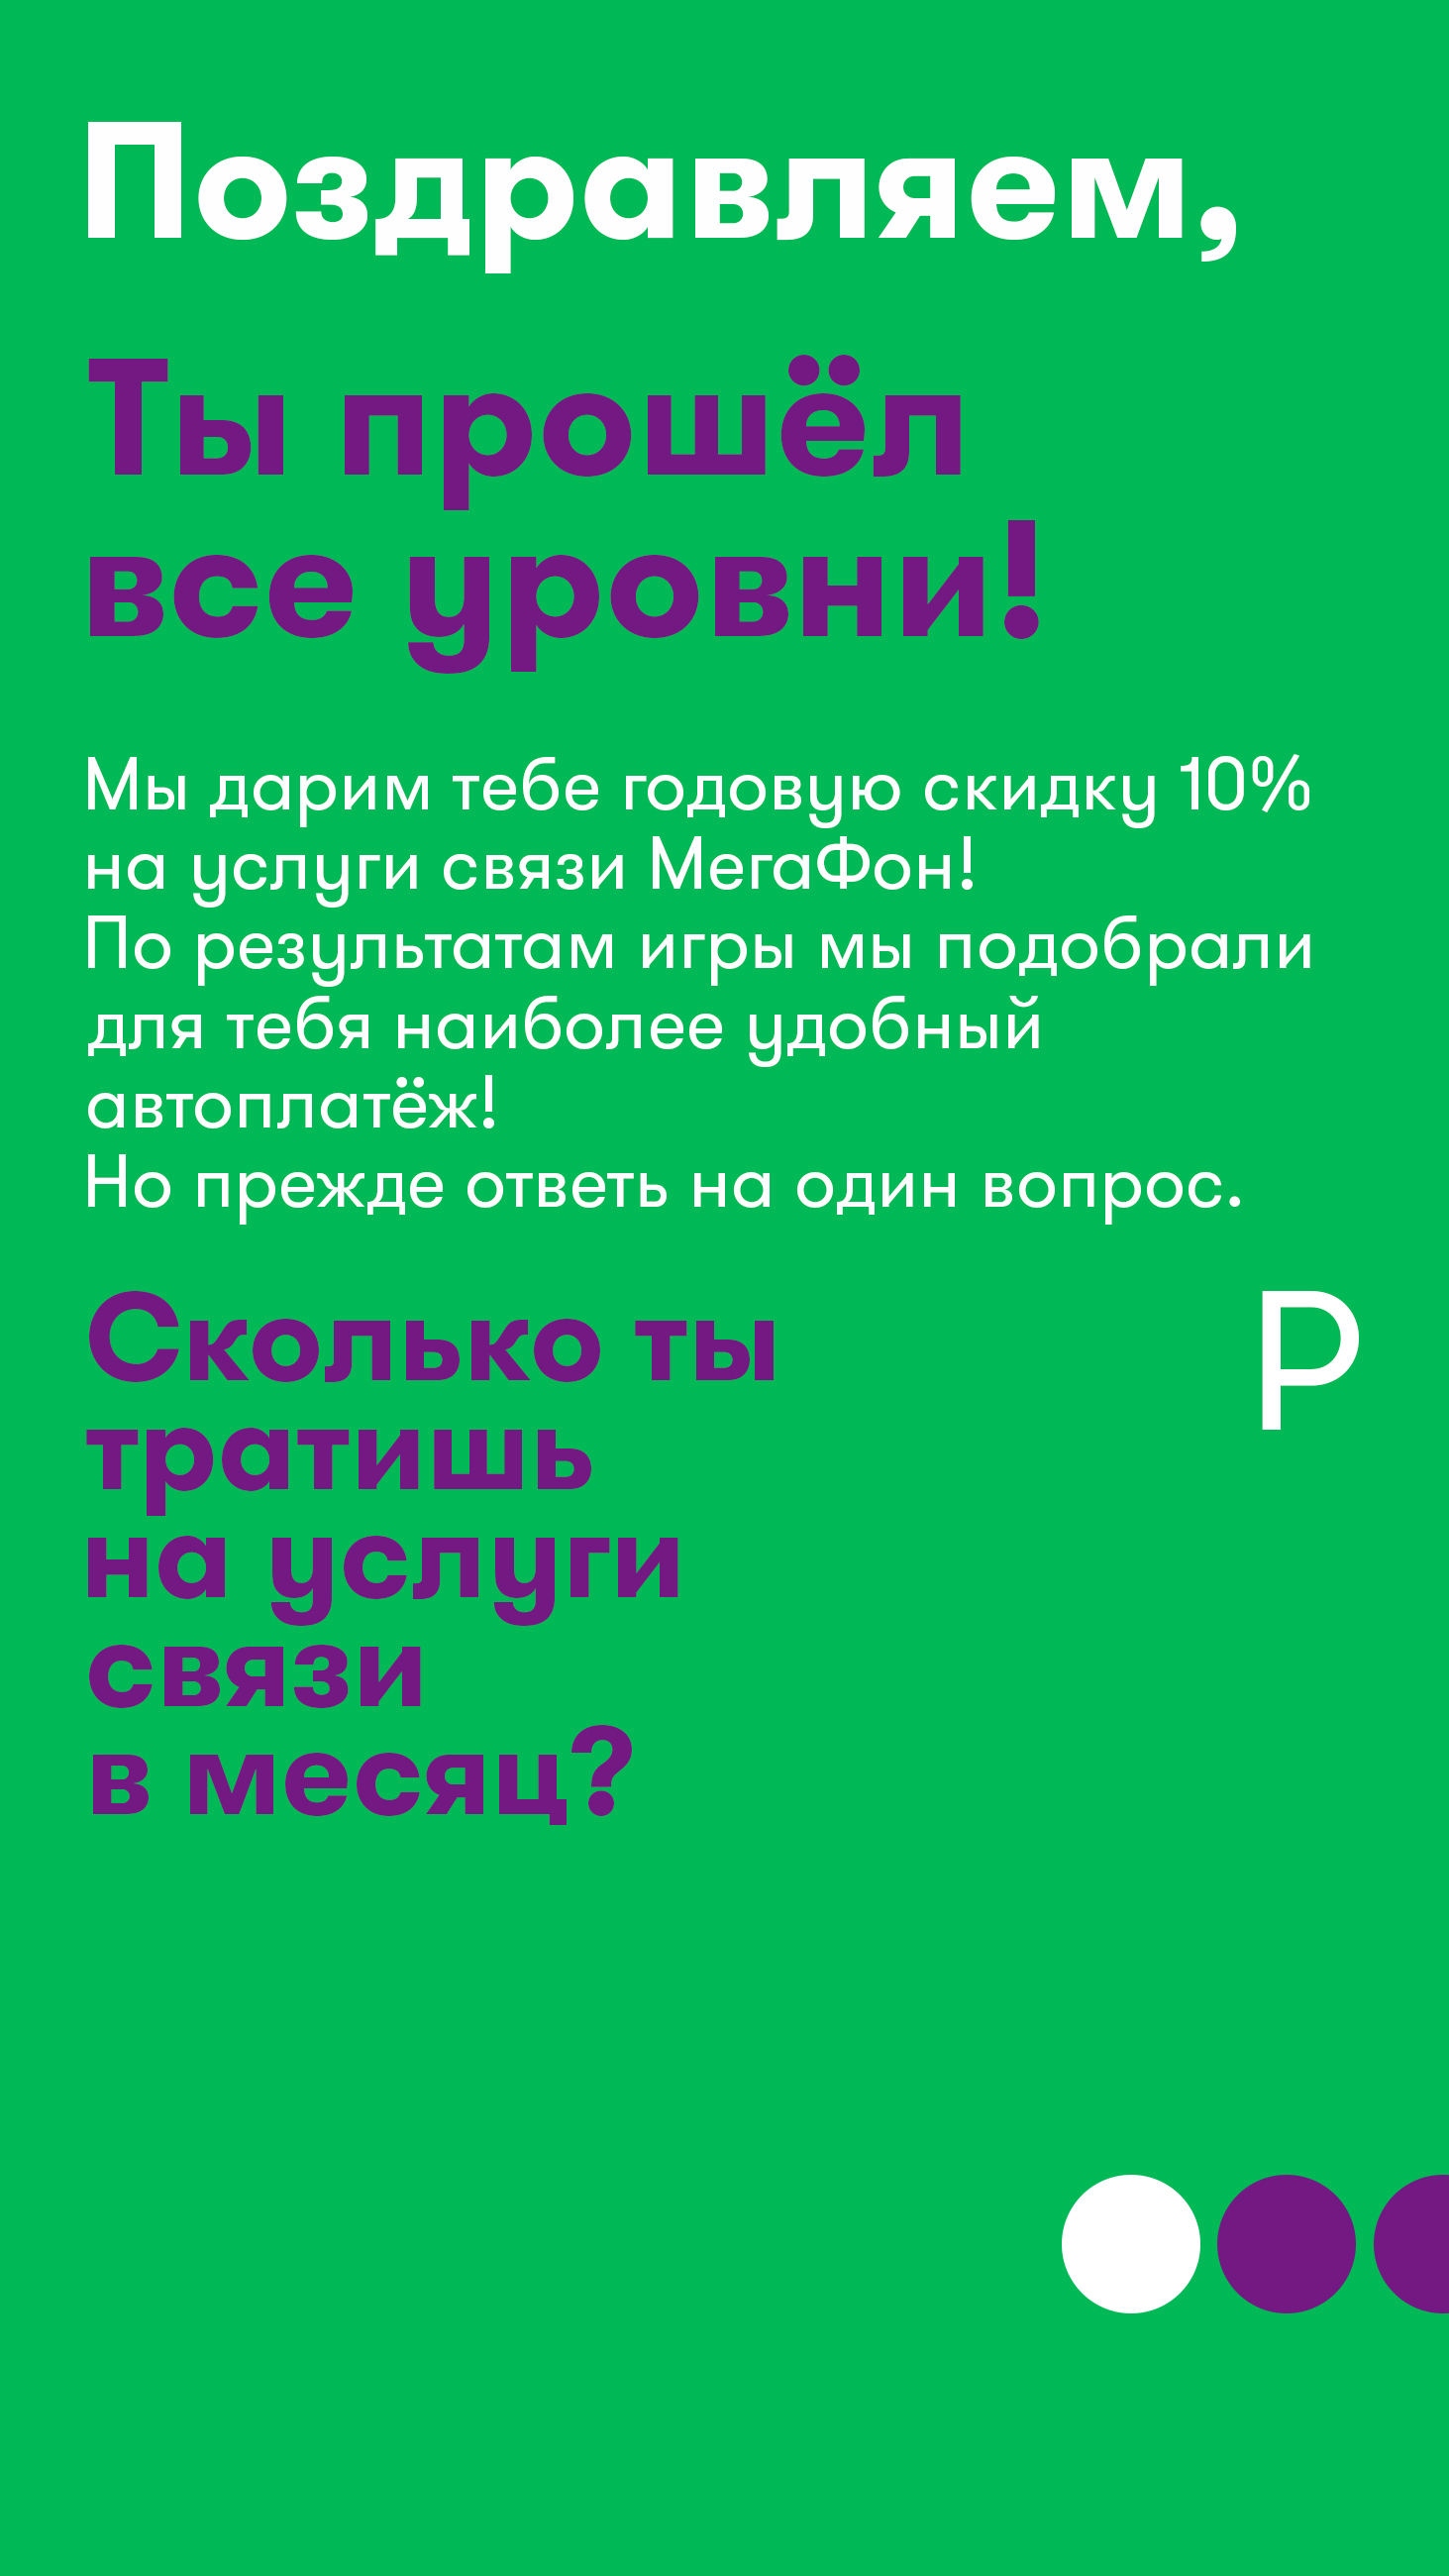 Поздравляем,
Ты прошёл
все уровни!
Мы дарим тебе годовую скидку 10%
на услуги связи МегаФон!
По результатам игры мы подобрали
для тебя наиболее удобный
автоплатёж!
Но прежде ответь на один вопрос.
Сколько ты
тратишь
на услуги
связи
в месяц?
Р